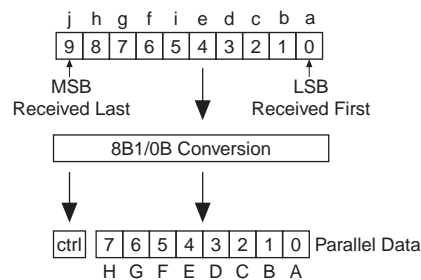 j h g f i e d c b a
9 8 7 6 5 4 3 2 1 0
MSB LSB
Received Last Received First
8B1/0B Conversion
ctrl 7 6 5 4 3 2 1 0 Parallel Data
H G F E D C B A